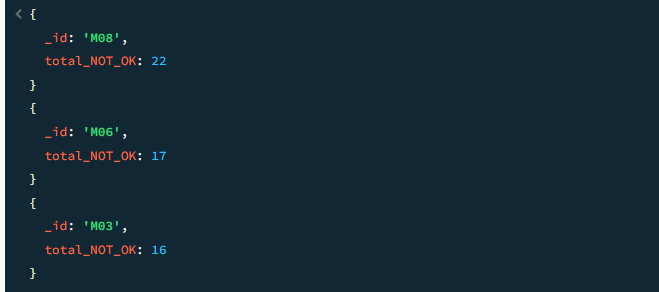 < {
_id: 'M08',
total_NOT_OK: 22
}
{
_id: 'M06',
total_NOT_OK: 17
}
{
_id: 'M03',
total_NOT_OK: 16
}